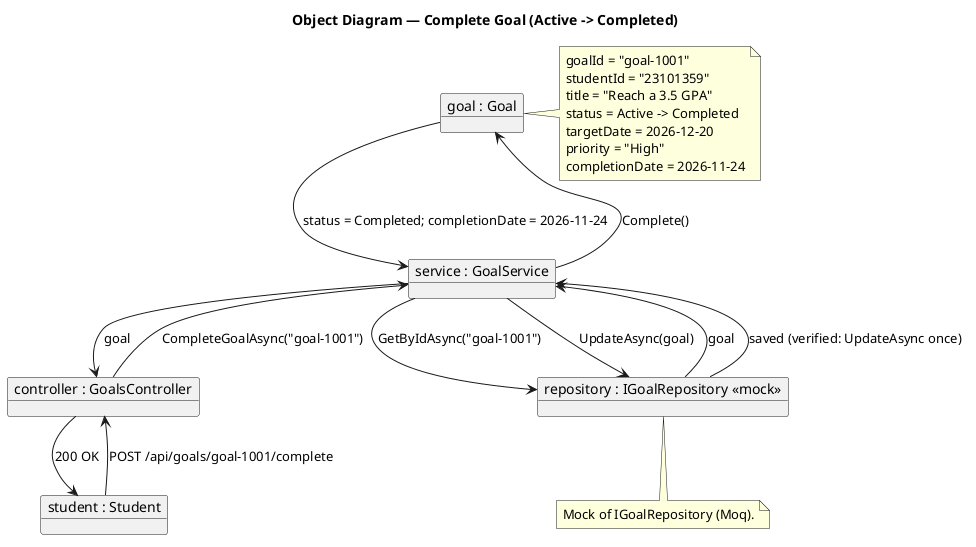 Object Diagram — Complete Goal (Active -> Completed)
goalId = "goal-1001"
studentId = "23101359"
title = "Reach a 3.5 GPA"
status = Active -> Completed
targetDate = 2026-12-20
priority = "High"
completionDate = 2026-11-24
goal : Goal
status = Completed; completionDate = 2026-11-24
Complete()
service : GoalService
goal
CompleteGoalAsync("goal-1001")
GetByIdAsync("goal-1001")
UpdateAsync(goal)
goal
saved (verified: UpdateAsync once)
controller : GoalsController
repository : IGoalRepository «mock»
200 OK
POST /api/goals/goal-1001/complete
student : Student
Mock of IGoalRepository (Moq).